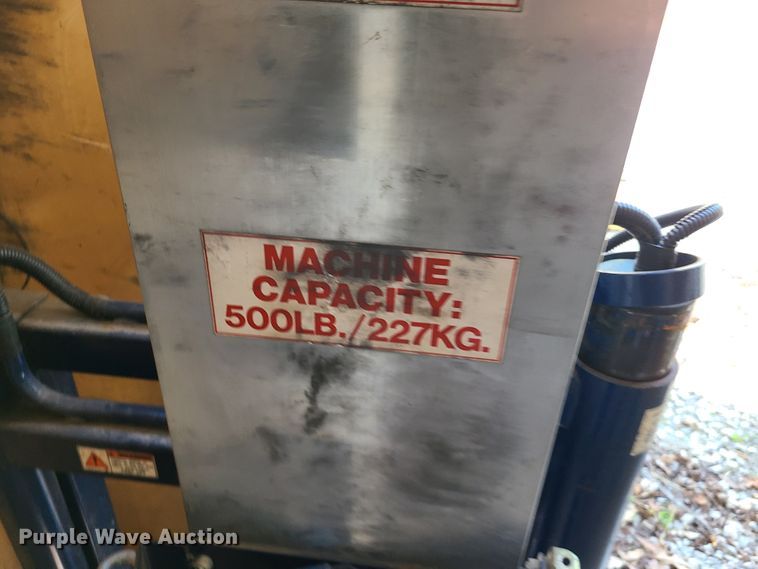 MACHINE
CAPACITY:
500LB./227KG.
Purple Wave Auction